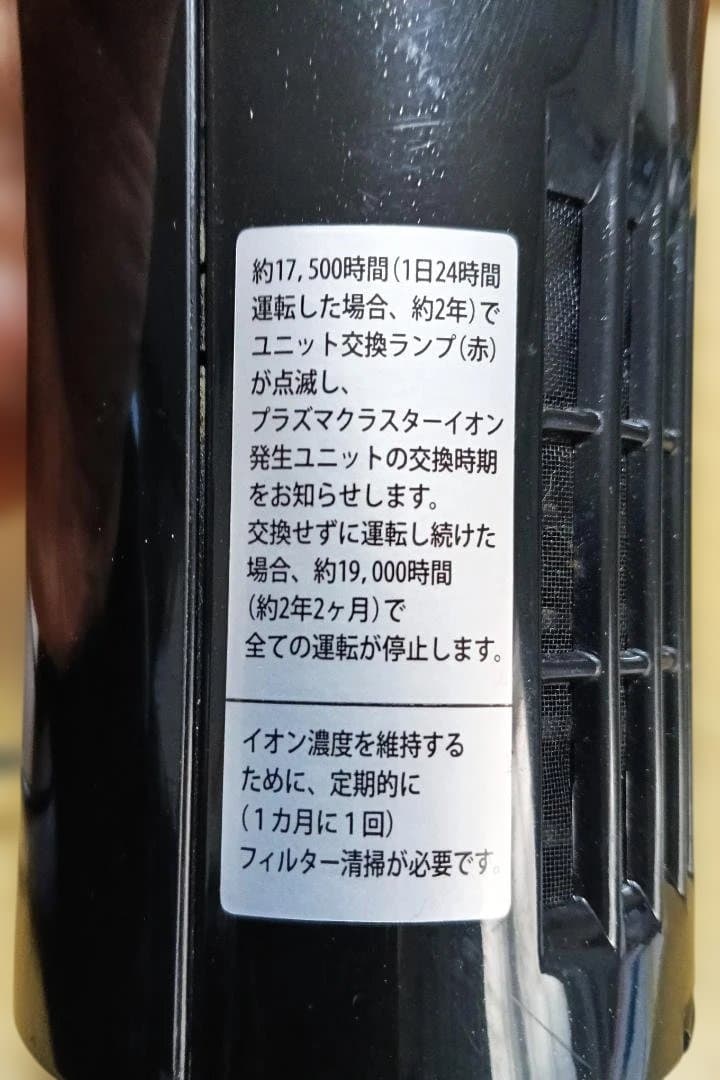 約17,500時間(1日24時間
運転した場合、約2年)で
ユニット交換ランプ(赤)
が点滅し、
プラズマクラスターイオン
発生ユニットの交換時期
をお知らせします。
交換せずに運転し続けた
場合、約19,000時間
(約2年2ヶ月)で
全ての運転が停止します。
イオン濃度を維持する
ために、定期的に
(1カ月に1回)
フィルター清掃が必要です。